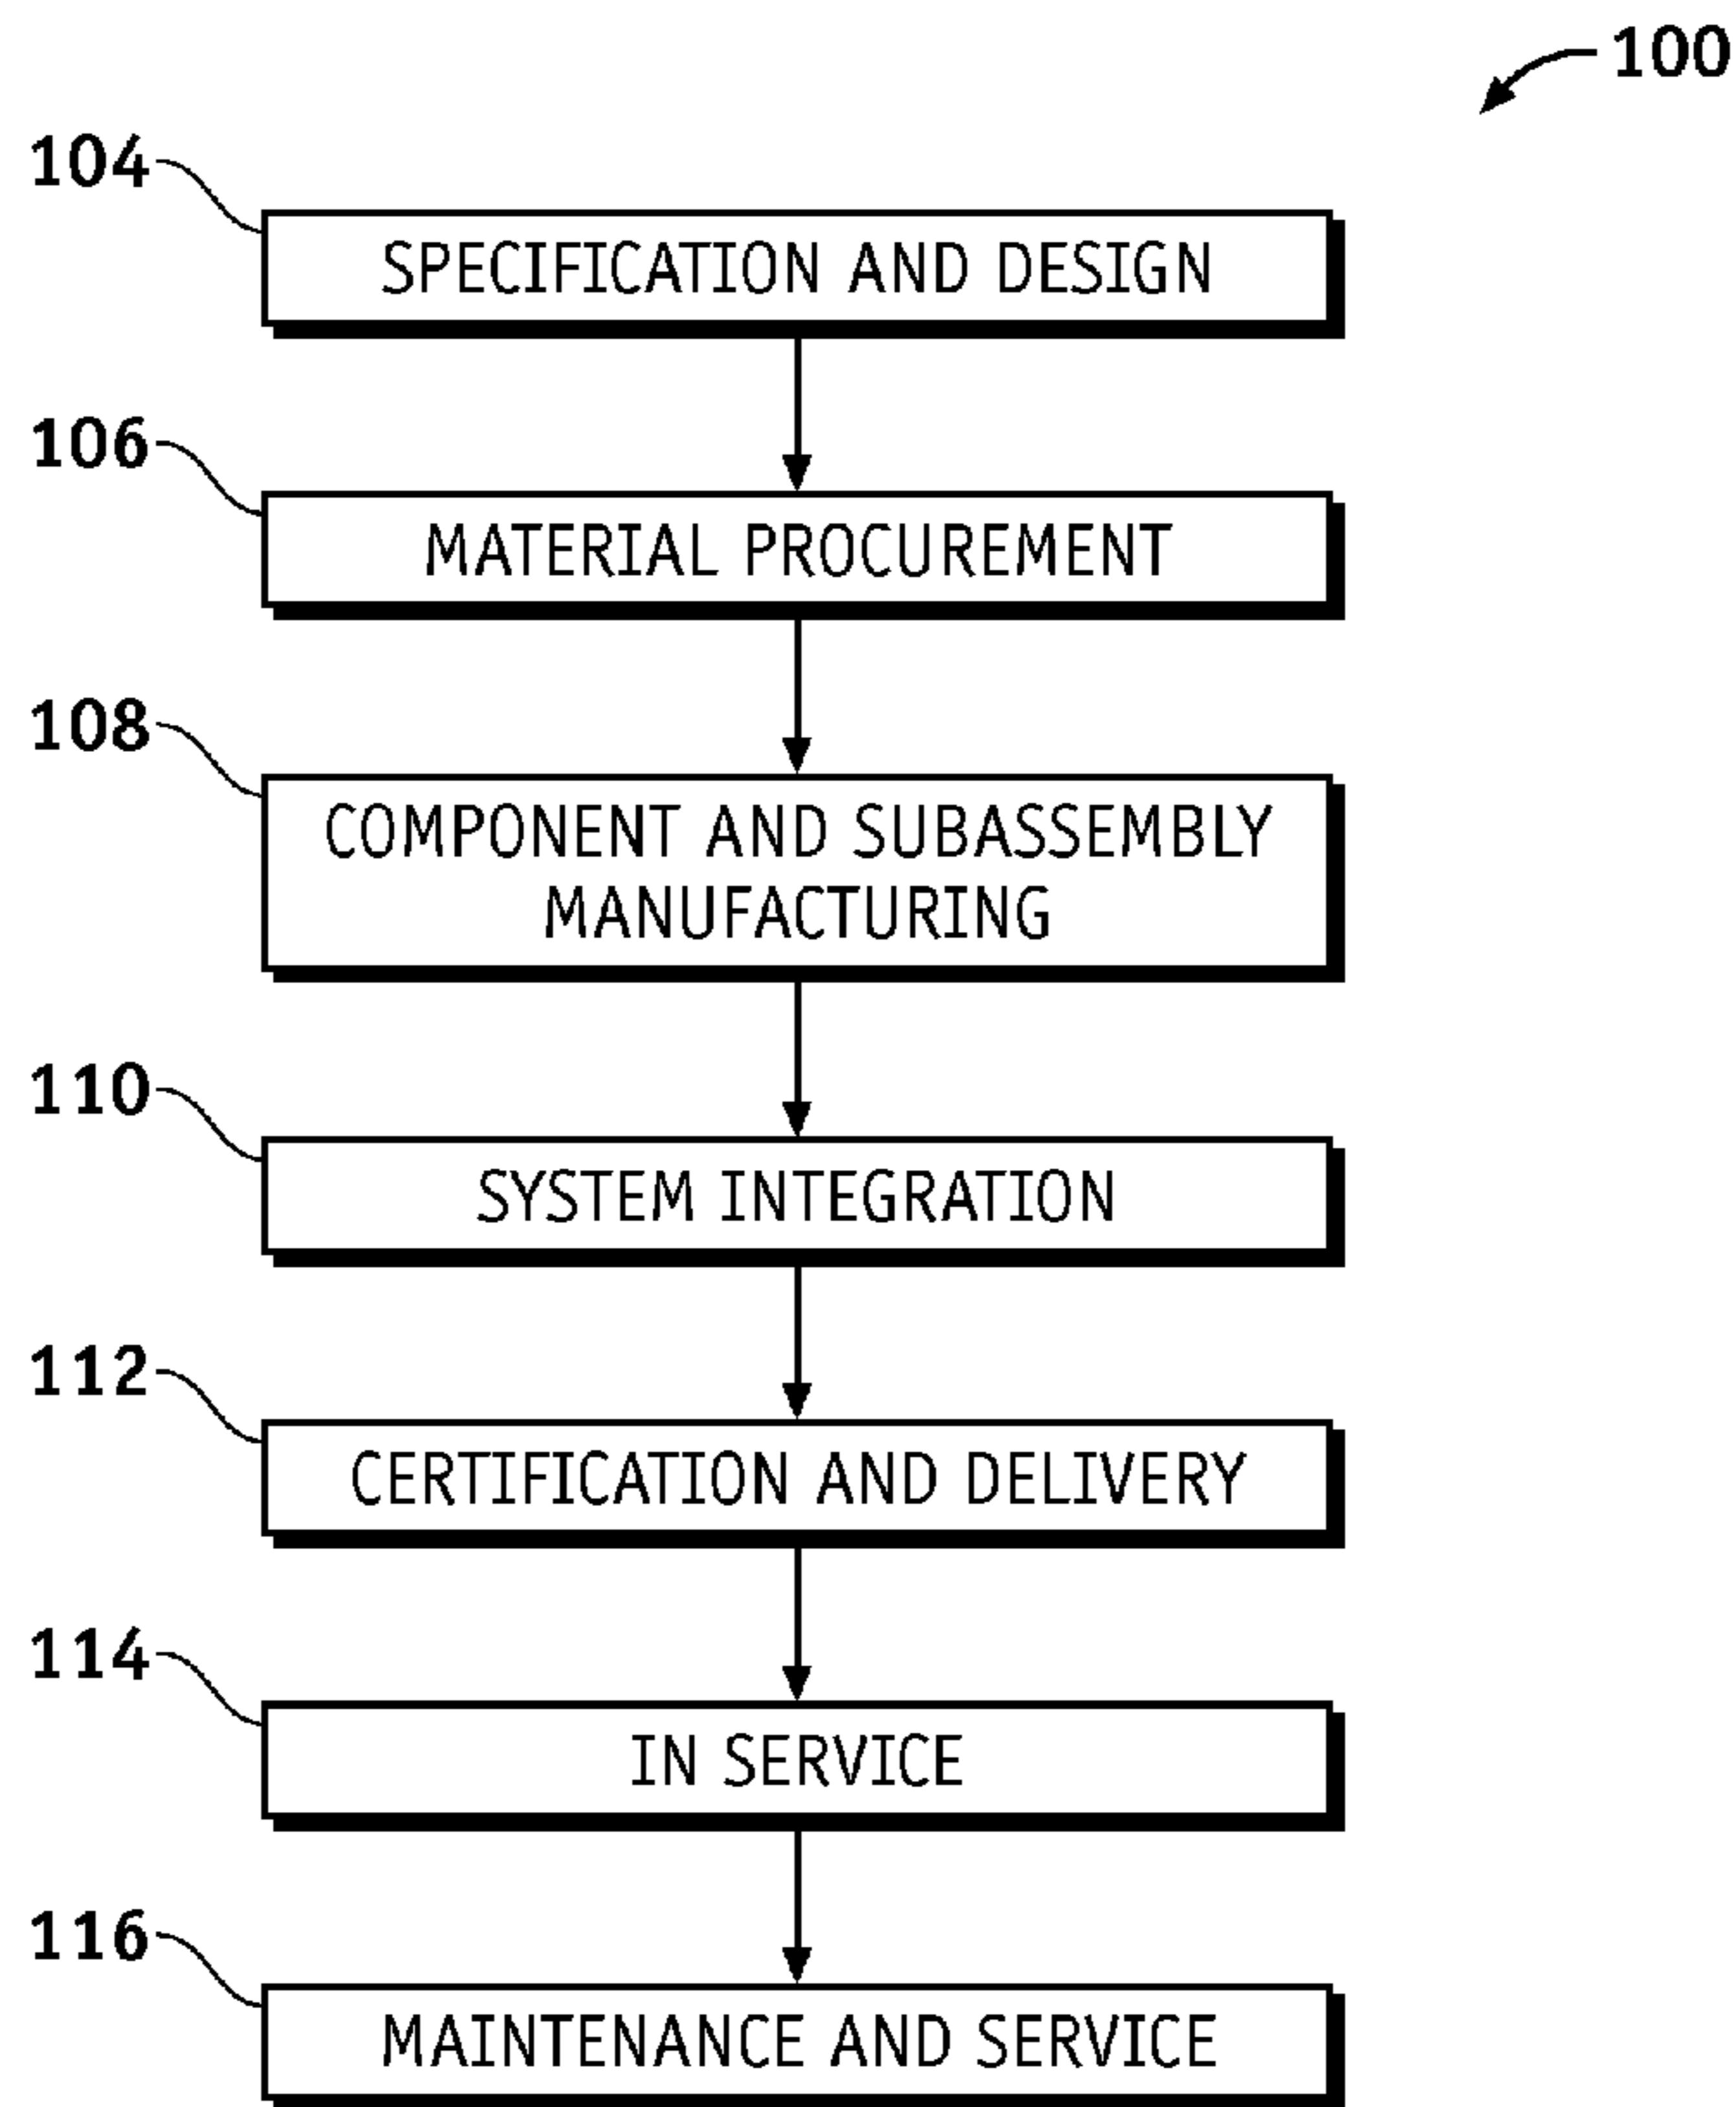 100
104
SPECIFICATION AND DESIGN
106
MATERIAL PROCUREMENT
108
COMPONENT AND SUBASSEMBLY
MANUFACTURING
110
SYSTEM INTEGRATION
112
CERTIFICATION AND DELIVERY
114
IN SERVICE
116
MAINTENANCE AND SERVICE